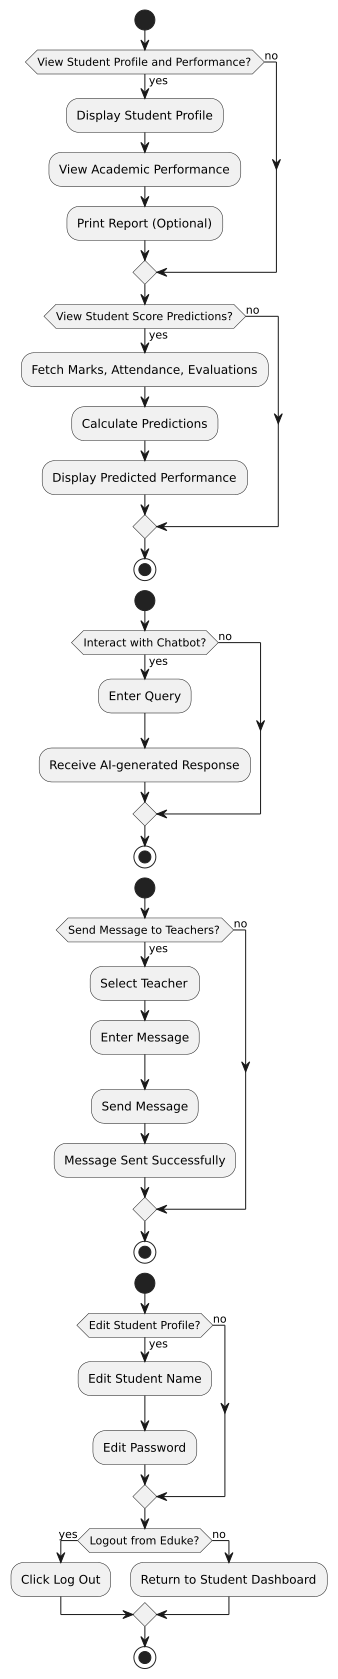 View Student Profile and Performance?
no
yes
Display Student Profile
View Academic Performance
Print Report (Optional)
View Student Score Predictions?
no
yes
Fetch Marks, Attendance, Evaluations
Calculate Predictions
Display Predicted Performance
Interact with Chatbot?
no
yes
Enter Query
Receive AI-generated Response
Send Message to Teachers?
no
yes
Select Teacher
Enter Message
Send Message
Message Sent Successfully
Edit Student Profile?
no
yes
Edit Student Name
Edit Password
yes
Logout from Eduke?
no
Click Log Out
Return to Student Dashboard